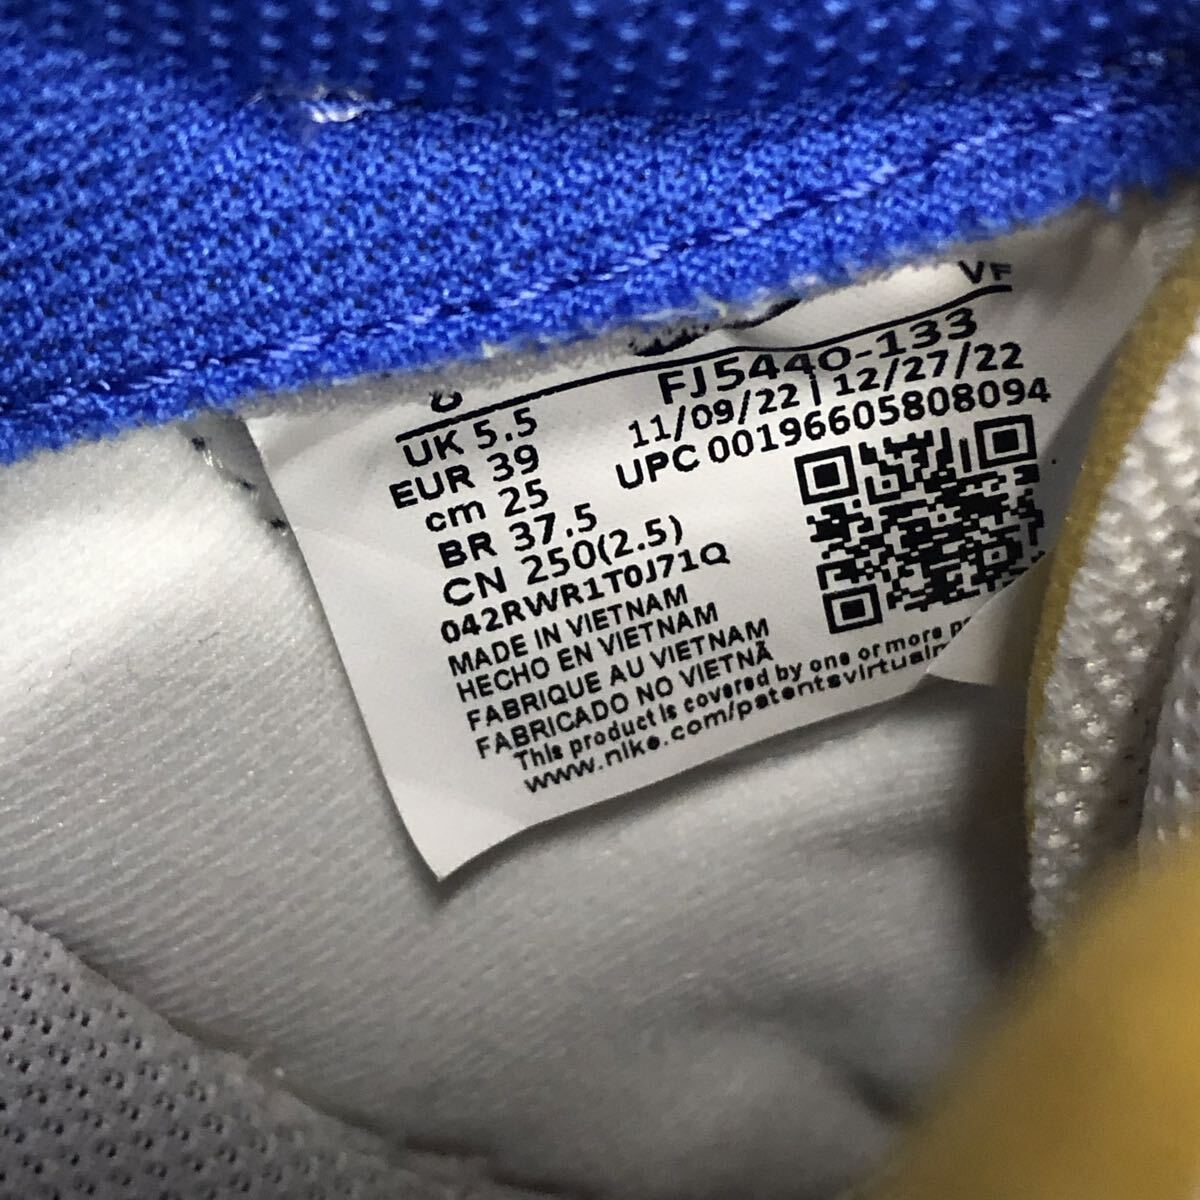 VF
FJ5440-133
11/09/22 | 12/27/22
UPC 00196605808094
UK 5.5
EUR 39
cm 25
BR 37.5
CN 250(2.5)
042RWR1T0J71Q
MADE IN VIETNAM
HECHO EN VIETNAM
FABRIQUE AU VIETNAM
FABRICADO NO VIETNÃ
This product is covered by one or more
www.nike.com/patentsvirtual